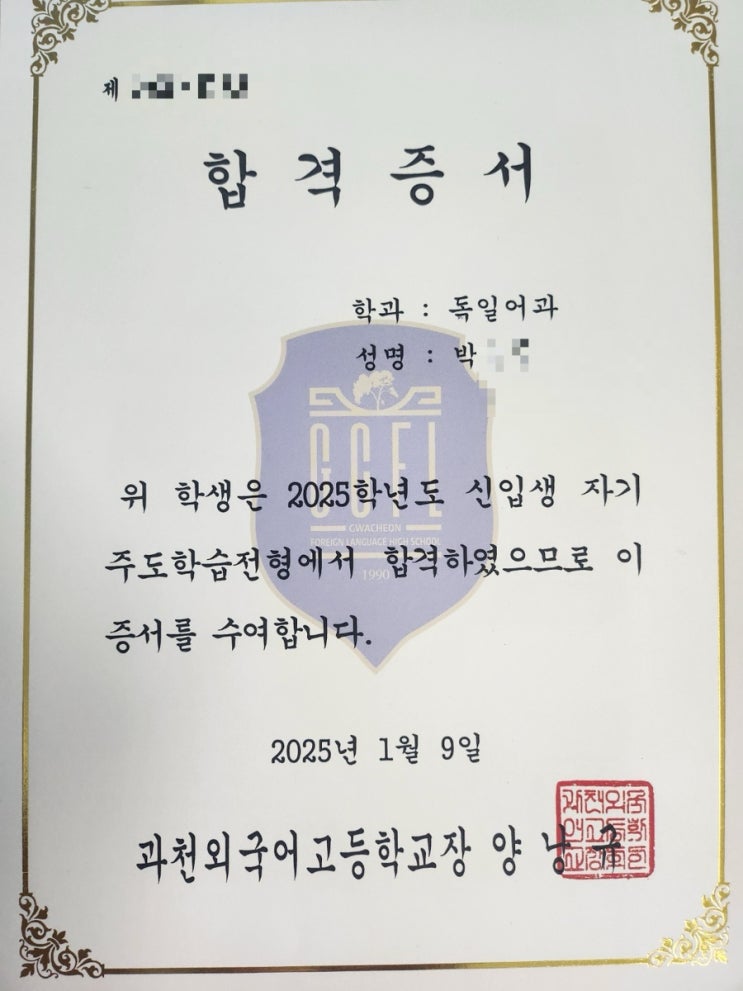 제
합격증서
학과 : 독일어과
성명 : 박
GCFL
GWACHEON
FOREIGN LANGUAGE HIGH SCHOOL
1990
위 학생은 2025학년도 신입생 자기
주도학습전형에서 합격하였으므로 이
증서를 수여합니다.
2025년 1월 9일
과천외국어고등학교장 양 낭 규